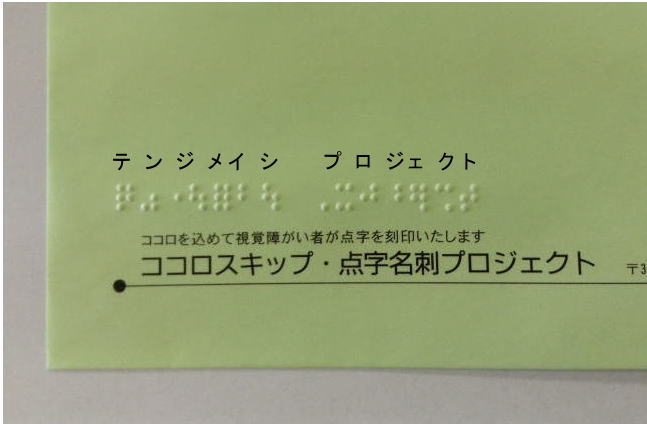 テンジメイシ　プロジェクト
ココロを込めて視覚障がい者が点字を刻印いたします
ココロスキップ・点字名刺プロジェクト　〒3